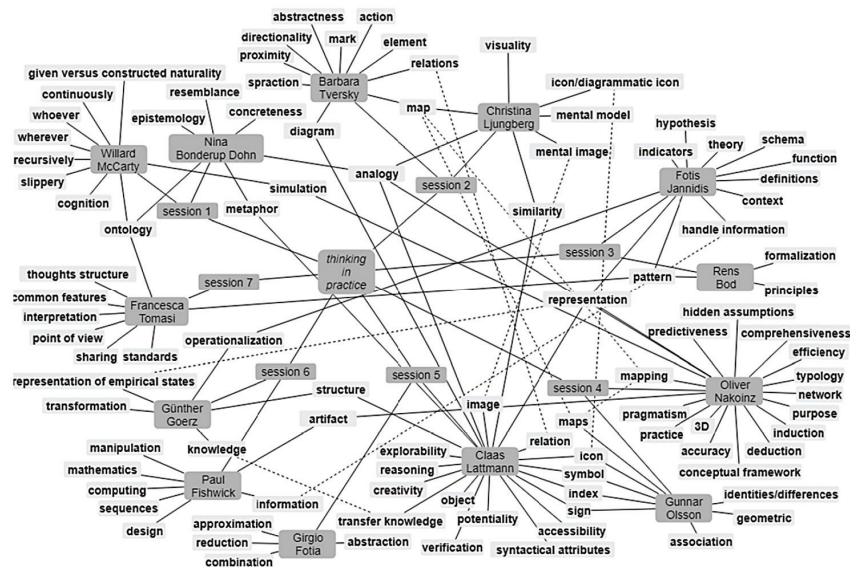 abstractness
action
directionality
mark
element
proximity
relations
spraction
Barbara
Tversky
visuality
given versus constructed naturality
resemblance
continuously
concreteness
whoever
epistemology
wherever
recursively
slippery
cognition
Willard
McCarty
Nina
Bonderup Dohn
diagram
map
Christina
Ljungberg
icon/diagrammatic icon
mental model
mental image
hypothesis
indicators
theory
schema
function
definitions
context
Fotis
Jannidis
analogy
session 2
simulation
session 1
metaphor
similarity
ontology
handle information
thinking
in
practice
session 3
session 7
pattern
Rens
Bod
formalization
principles
thoughts structure
common features
interpretation
point of view
sharing
standards
Francesca
Tomasi
representation
hidden assumptions
predictiveness
comprehensiveness
efficiency
typology
network
purpose
induction
deduction
conceptual framework
accuracy
3D
practice
pragmatism
mapping
Oliver
Nakoinz
operationalization
session 6
session 5
session 4
representation of empirical states
transformation
Günther
Goerz
structure
artifact
image
maps
knowledge
relation
icon
symbol
index
sign
explorability
reasoning
creativity
Claas
Lattmann
object
potentiality
accessibility
syntactical attributes
verification
transfer knowledge
manipulation
mathematics
computing
sequences
design
Paul
Fishwick
information
approximation
reduction
combination
Girgio
Fotia
abstraction
Gunnar
Olsson
identities/differences
geometric
association